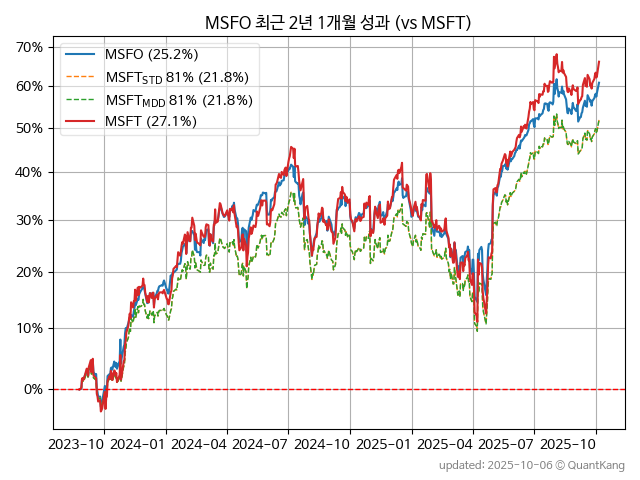 MSFO 최근 2년 1개월 성과 (vs MSFT)
MSFO (25.2%)
MSFT_STD 81% (21.8%)
MSFT_MDD 81% (21.8%)
MSFT (27.1%)
70%
60%
50%
40%
30%
20%
10%
0%
2023-10 2024-01 2024-04 2024-07 2024-10 2025-01 2025-04 2025-07 2025-10
updated: 2025-10-06 © QuantKang